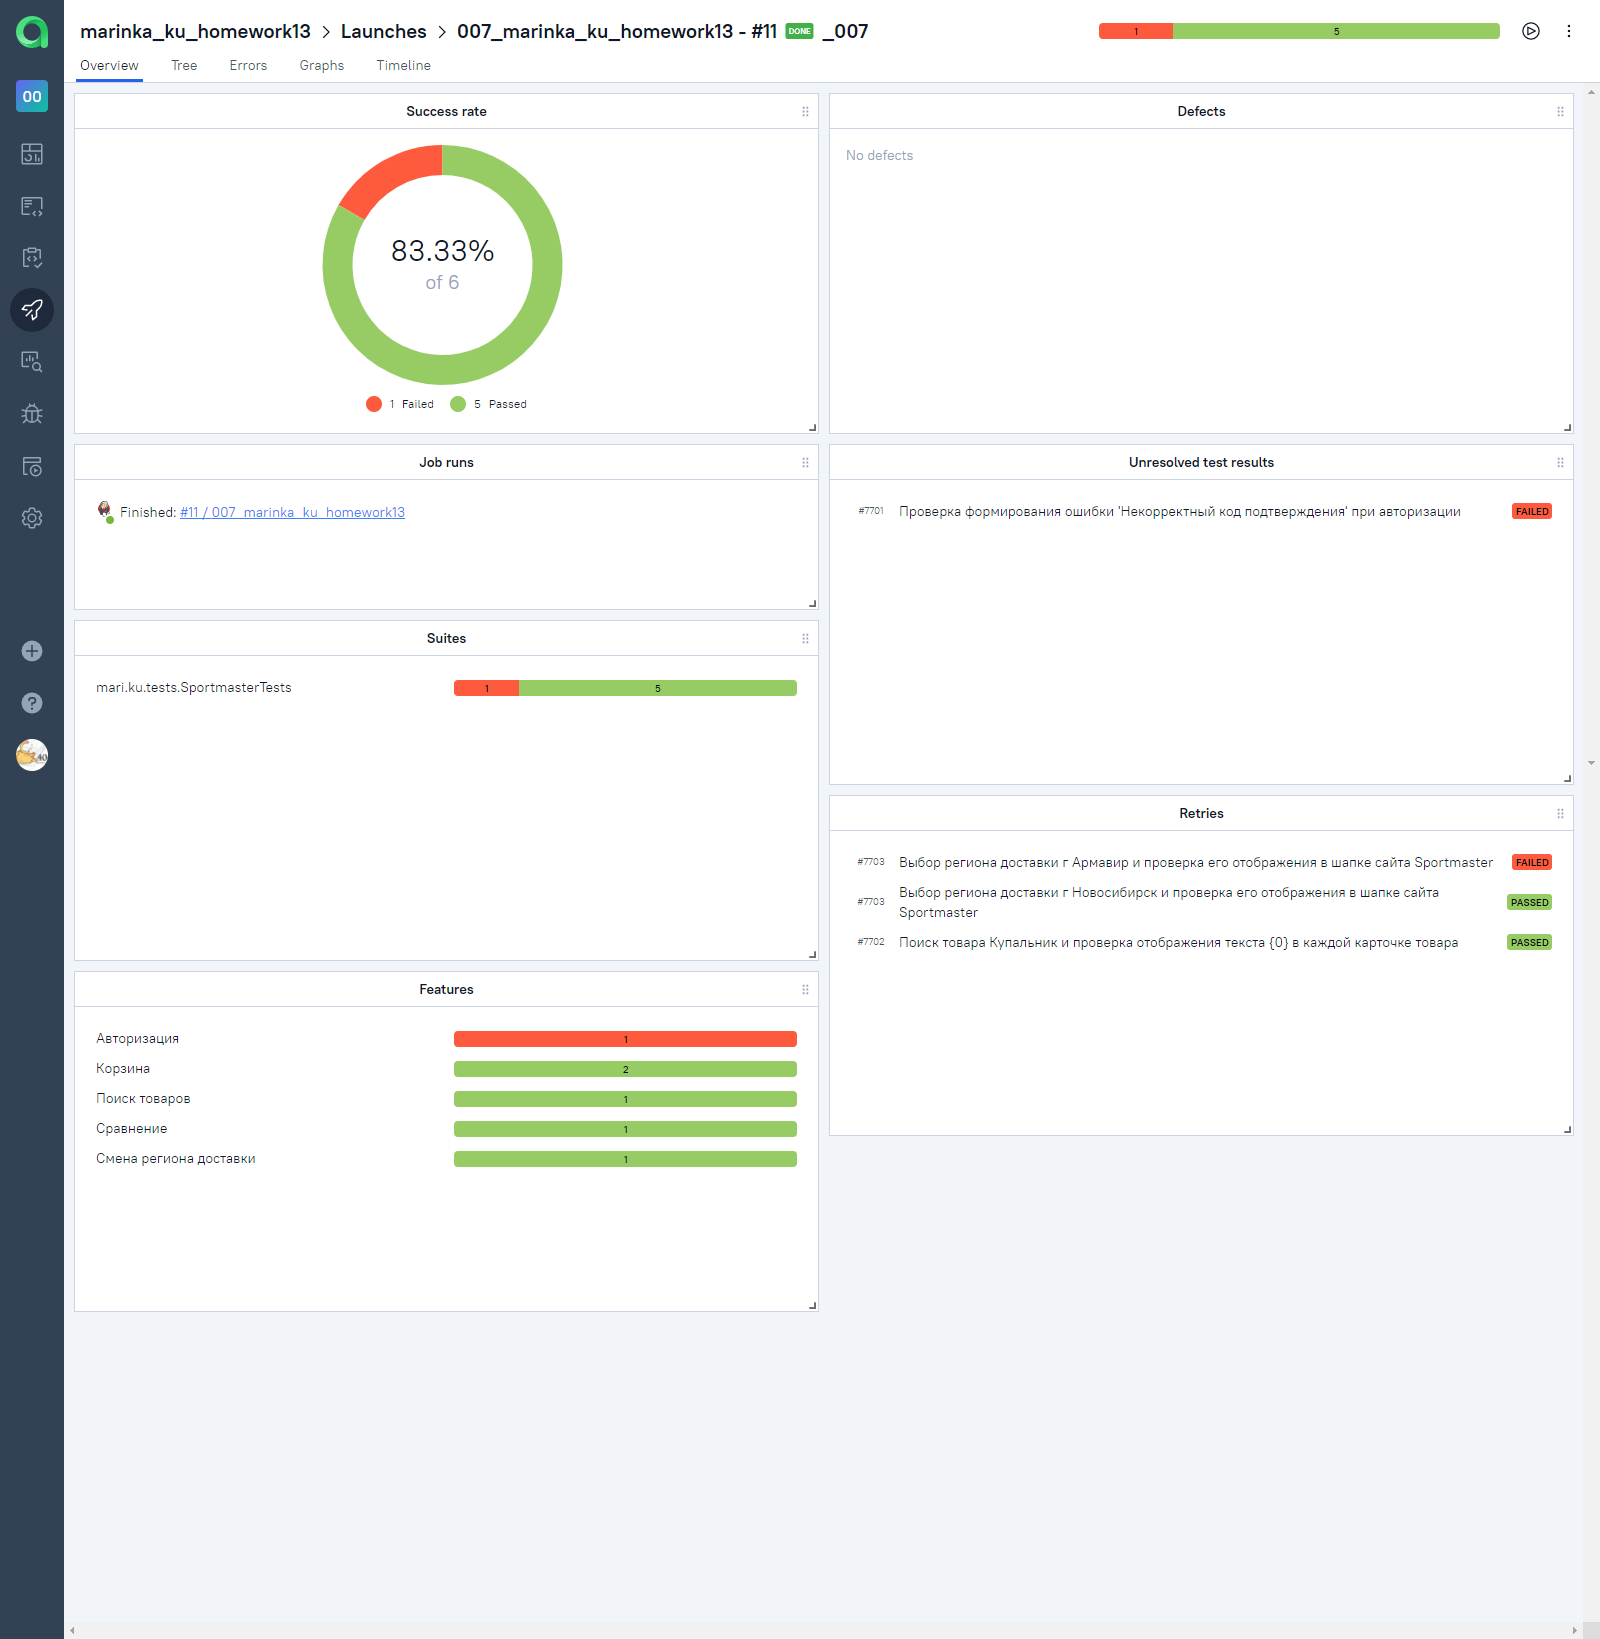 marinka_ku_homework13 > Launches > 007_marinka_ku_homework13 - #11 DONE _007
1 5
Overview Tree Errors Graphs Timeline
00
Success rate
83.33%
of 6
1 Failed 5 Passed
Defects
No defects
Job runs
Finished: #11 / 007_marinka_ku_homework13
Unresolved test results
#7701 Проверка формирования ошибки 'Некорректный код подтверждения' при авторизации FAILED
Suites
mari.ku.tests.SportmasterTests 1 5
Retries
#7703 Выбор региона доставки г Армавир и проверка его отображения в шапке сайта Sportmaster FAILED
#7703 Выбор региона доставки г Новосибирск и проверка его отображения в шапке сайта
Sportmaster PASSED
#7702 Поиск товара Купальник и проверка отображения текста {0} в каждой карточке товара PASSED
Features
Авторизация 1
Корзина 2
Поиск товаров 1
Сравнение 1
Смена региона доставки 1